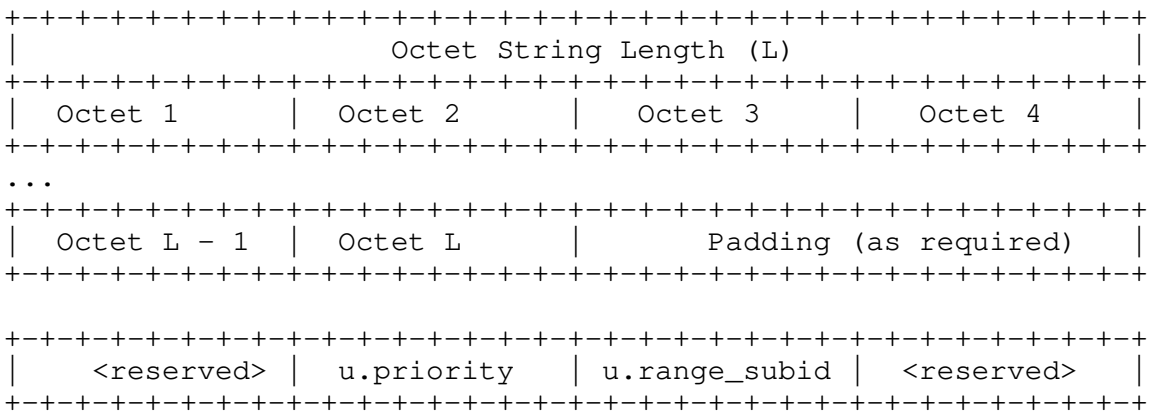 +-+-+-+-+-+-+-+-+-+-+-+-+-+-+-+-+-+-+-+-+-+-+-+-+-+-+-+-+-+-+-+-+
|                     Octet String Length (L)                   |
+-+-+-+-+-+-+-+-+-+-+-+-+-+-+-+-+-+-+-+-+-+-+-+-+-+-+-+-+-+-+-+-+
|  Octet 1      |  Octet 2      |   Octet 3     |   Octet 4     |
+-+-+-+-+-+-+-+-+-+-+-+-+-+-+-+-+-+-+-+-+-+-+-+-+-+-+-+-+-+-+-+-+
...
+-+-+-+-+-+-+-+-+-+-+-+-+-+-+-+-+-+-+-+-+-+-+-+-+-+-+-+-+-+-+-+-+
|  Octet L - 1  |  Octet L      |       Padding (as required)   |
+-+-+-+-+-+-+-+-+-+-+-+-+-+-+-+-+-+-+-+-+-+-+-+-+-+-+-+-+-+-+-+-+

+-+-+-+-+-+-+-+-+-+-+-+-+-+-+-+-+-+-+-+-+-+-+-+-+-+-+-+-+-+-+-+-+
|    <reserved> |  u.priority   | u.range_subid |  <reserved>   |
+-+-+-+-+-+-+-+-+-+-+-+-+-+-+-+-+-+-+-+-+-+-+-+-+-+-+-+-+-+-+-+-+